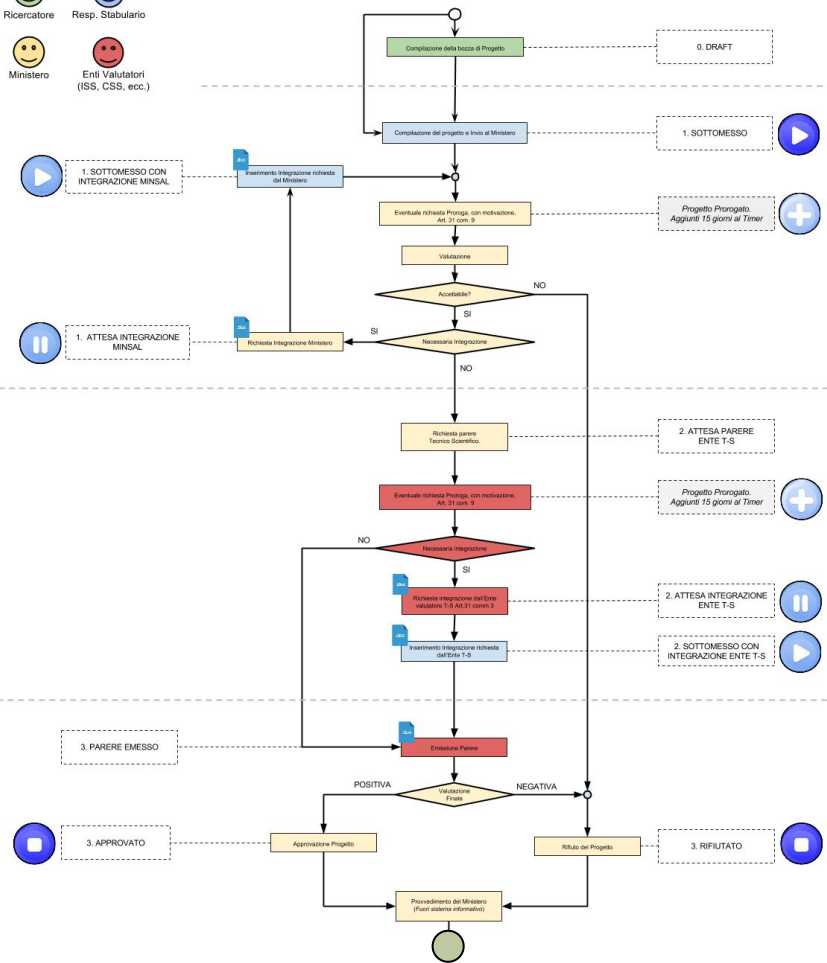 Ricercatore
Resp. Stabulario
Ministero
Enti Valutatori
(ISS, CSS, ecc.)
Compilazione della bozza di Progetto
0. DRAFT
Compilazione del progetto e Invio al Ministero
1. SOTTOMESSO
1. SOTTOMESSO CON
INTEGRAZIONE MINSAL
.doc
Inserimento Integrazione richiesta
dal Ministero
Eventuale richiesta Proroga, con motivazione,
Art. 31 com. 9
Progetto Prorogato.
Aggiunti 15 giorni al Timer
Valutazione
Accettabile?
NO
SI
1. ATTESA INTEGRAZIONE
MINSAL
.doc
Richiesta Integrazione Ministero
SI
Necessaria Integrazione
NO
Richiesta parere
Tecnico Scientifico.
2. ATTESA PARERE
ENTE T-S
Eventuale richiesta Proroga, con motivazione,
Art. 31 com. 9
Progetto Prorogato.
Aggiunti 15 giorni al Timer
NO
Necessaria integrazione
SI
.doc
Richiesta integrazione dall'Ente
valutatore T-S Art.31 comm 3
2. ATTESA INTEGRAZIONE
ENTE T-S
.doc
Inserimento Integrazione richiesta
dall'Ente T-S
2. SOTTOMESSO CON
INTEGRAZIONE ENTE T-S
3. PARERE EMESSO
.doc
Emissione Parere
POSITIVA
Valutazione
Finale
NEGATIVA
3. APPROVATO
Approvazione Progetto
Rifiuto del Progetto
3. RIFIUTATO
Provvedimento del Ministero
(Fuori sistema informativo)